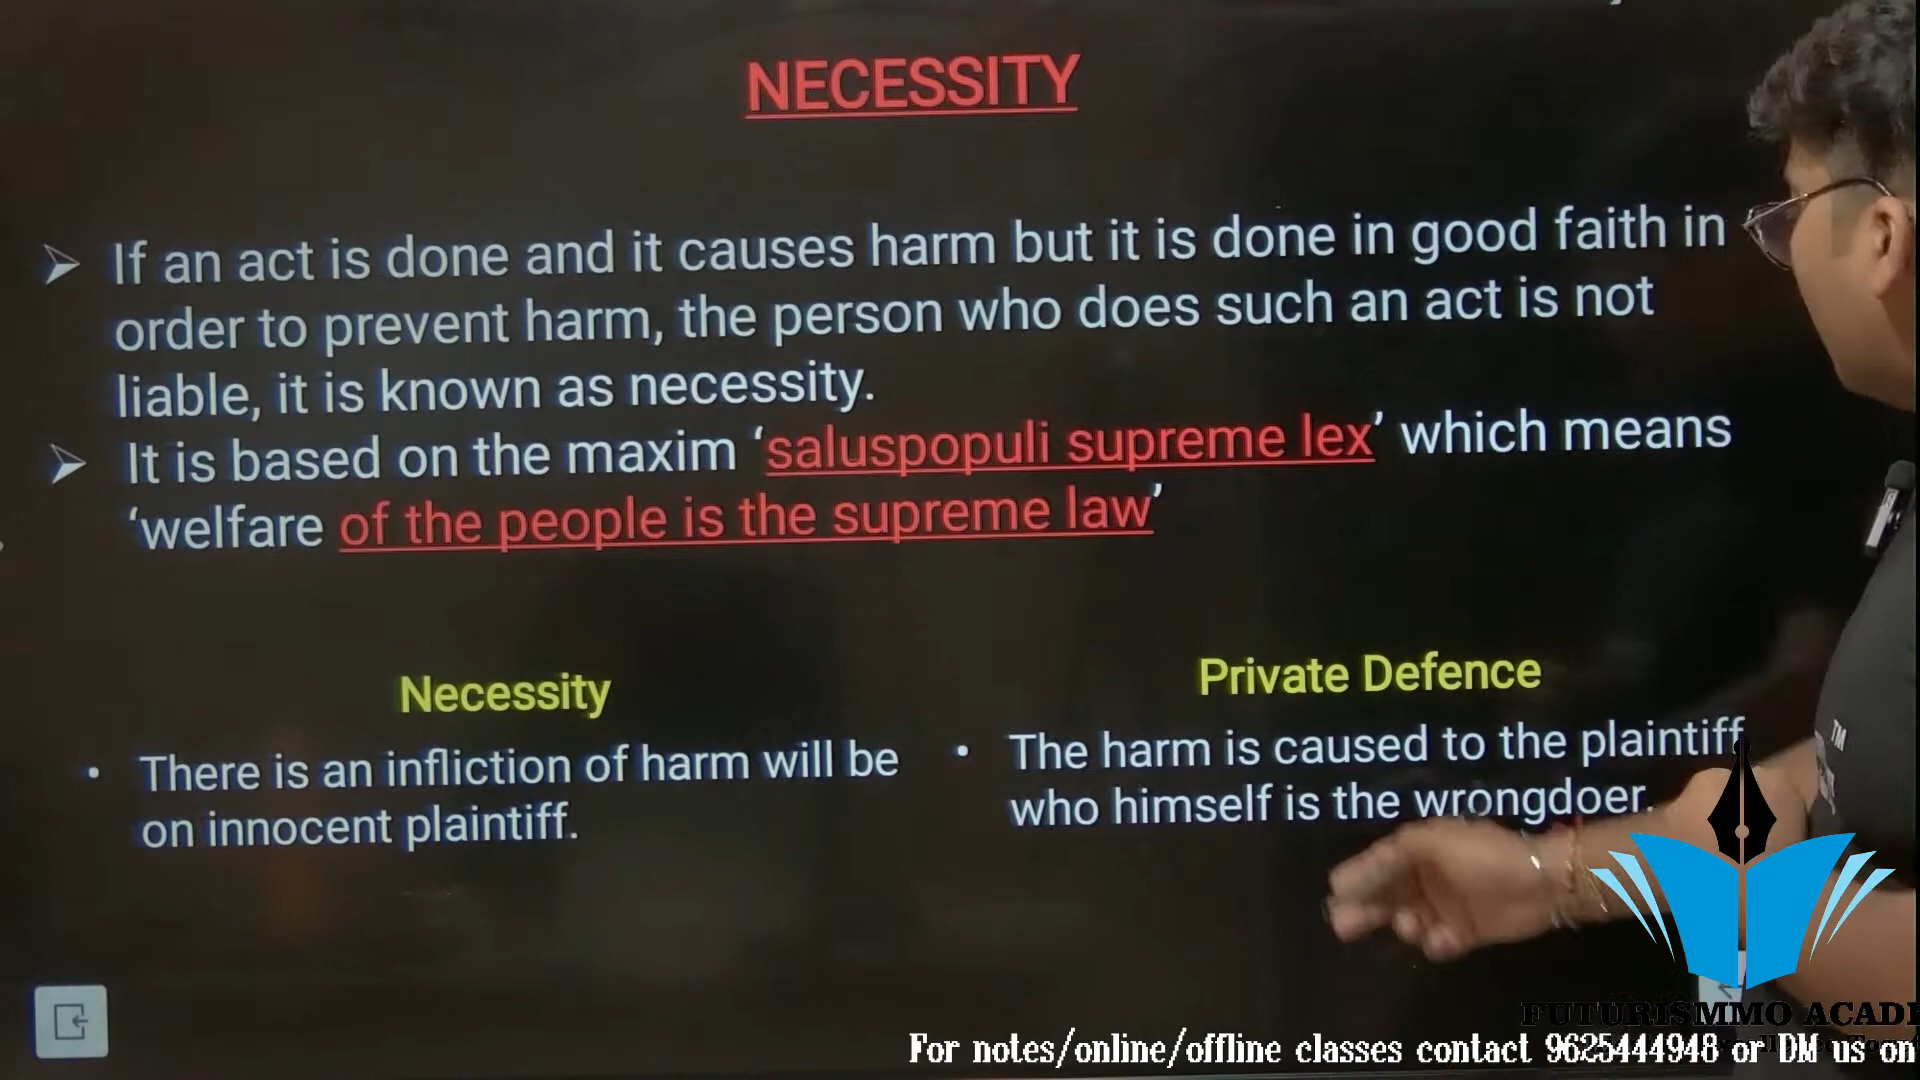 NECESSITY
➢ If an act is done and it causes harm but it is done in good faith in
order to prevent harm, the person who does such an act is not
liable, it is known as necessity.
➢ It is based on the maxim ‘saluspopuli supreme lex’ which means
‘welfare of the people is the supreme law’
Necessity
• There is an infliction of harm will be
on innocent plaintiff.
Private Defence
• The harm is caused to the plaintiff
who himself is the wrongdoer.
TM
FUTURISMMO ACADE
For notes/online/offline classes contact 9625444948 or DM us on